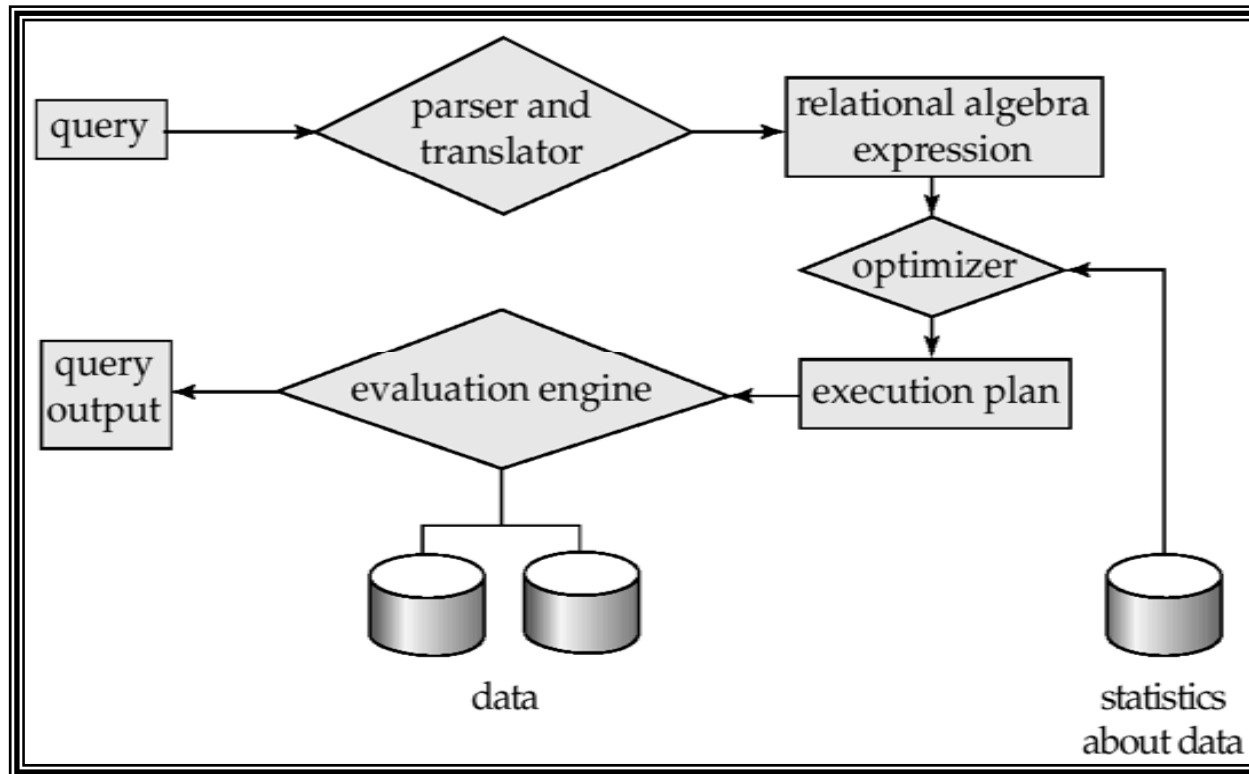 query
parser and
translator
relational algebra
expression
optimizer
query
output
evaluation engine
execution plan
data
statistics
about data